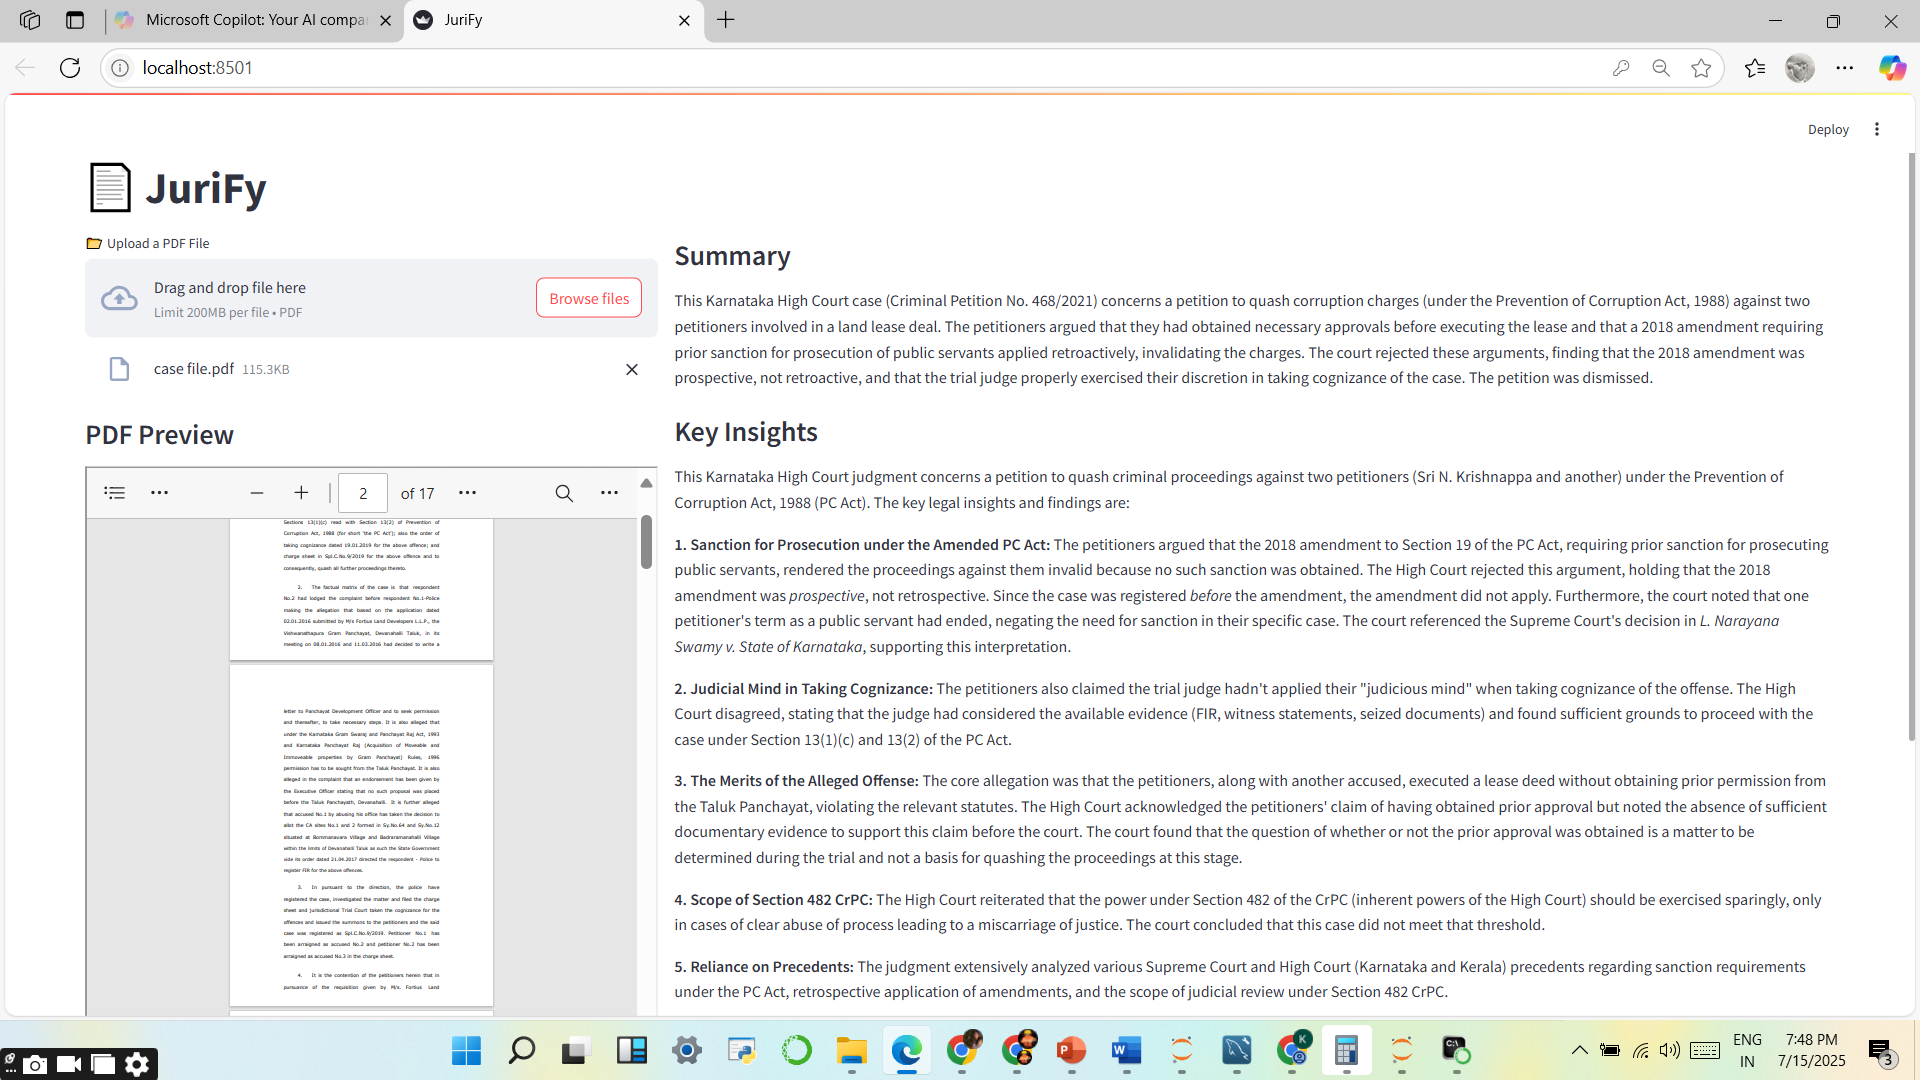 Microsoft Copilot: Your AI compa
JuriFy
localhost:8501
Deploy
JuriFy
Upload a PDF File
Drag and drop file here
Limit 200MB per file • PDF
Browse files
case file.pdf 115.3KB
PDF Preview
2 of 17
Sections 13(1)(c) read with Section 13(2) of Prevention of
Corruption Act, 1988 (for short 'the PC Act'); also the order of
taking cognizance dated 19.01.2019 for the above offence; and
charge sheet in Spl.C.No.9/2019 for the above offence and to
consequently, quash all further proceedings thereto.
2. The factual matrix of the case is that respondent
No.2 had lodged the complaint before respondent No.1-Police
making the allegation that based on the application dated
02.01.2016 submitted by M/s Fortius Land Developers L.L.P., the
Vishwanathapura Gram Panchayat, Devanahalli Taluk, in its
meeting on 08.01.2016 and 11.03.2016 had decided to write a
letter to Panchayat Development Officer and to seek permission
and thereafter, to take necessary steps. It is also alleged that
under the Karnataka Gram Swaraj and Panchayat Raj Act, 1993
and Karnataka Panchayat Raj (Acquisition of Moveable and
Immoveable properties by Gram Panchayat) Rules, 1996
permission has to be sought from the Taluk Panchayat. It is also
alleged in the complaint that an endorsement has been given by
the Executive Officer stating that no such proposal was placed
before the Taluk Panchayath, Devanahalli. It is further alleged
that accused No.1 by abusing his office has taken the decision to
allot the CA sites No.1 and 2 formed in Sy.No.64 and Sy.No.12
situated at Bommanavara Village and Badraramanahalli Village
within the limits of Devanahalli Taluk as such the State Government
vide its order dated 21.04.2017 directed the respondent - Police to
register FIR for the above offences.
3. In pursuant to the direction, the police have
registered the case, investigated the matter and filed the charge
sheet and jurisdictional Trial Court taken the cognizance for the
offences and issued the summons to the petitioners and the said
case was registered as Spl.C.No.9/2019. Petitioner No.1 has
been arraigned as accused No.2 and petitioner No.2 has been
arraigned as accused No.3 in the charge sheet.
4. It is the contention of the petitioners herein that in
pursuance of the requisition given by M/s. Fortius Land
Summary
This Karnataka High Court case (Criminal Petition No. 468/2021) concerns a petition to quash corruption charges (under the Prevention of Corruption Act, 1988) against two
petitioners involved in a land lease deal. The petitioners argued that they had obtained necessary approvals before executing the lease and that a 2018 amendment requiring
prior sanction for prosecution of public servants applied retroactively, invalidating the charges. The court rejected these arguments, finding that the 2018 amendment was
prospective, not retroactive, and that the trial judge properly exercised their discretion in taking cognizance of the case. The petition was dismissed.
Key Insights
This Karnataka High Court judgment concerns a petition to quash criminal proceedings against two petitioners (Sri N. Krishnappa and another) under the Prevention of
Corruption Act, 1988 (PC Act). The key legal insights and findings are:
1. Sanction for Prosecution under the Amended PC Act: The petitioners argued that the 2018 amendment to Section 19 of the PC Act, requiring prior sanction for prosecuting
public servants, rendered the proceedings against them invalid because no such sanction was obtained. The High Court rejected this argument, holding that the 2018
amendment was prospective, not retrospective. Since the case was registered before the amendment, the amendment did not apply. Furthermore, the court noted that one
petitioner's term as a public servant had ended, negating the need for sanction in their specific case. The court referenced the Supreme Court's decision in L. Narayana
Swamy v. State of Karnataka, supporting this interpretation.
2. Judicial Mind in Taking Cognizance: The petitioners also claimed the trial judge hadn't applied their "judicious mind" when taking cognizance of the offense. The High
Court disagreed, stating that the judge had considered the available evidence (FIR, witness statements, seized documents) and found sufficient grounds to proceed with the
case under Section 13(1)(c) and 13(2) of the PC Act.
3. The Merits of the Alleged Offense: The core allegation was that the petitioners, along with another accused, executed a lease deed without obtaining prior permission from
the Taluk Panchayat, violating the relevant statutes. The High Court acknowledged the petitioners' claim of having obtained prior approval but noted the absence of sufficient
documentary evidence to support this claim before the court. The court found that the question of whether or not the prior approval was obtained is a matter to be
determined during the trial and not a basis for quashing the proceedings at this stage.
4. Scope of Section 482 CrPC: The High Court reiterated that the power under Section 482 of the CrPC (inherent powers of the High Court) should be exercised sparingly, only
in cases of clear abuse of process leading to a miscarriage of justice. The court concluded that this case did not meet that threshold.
5. Reliance on Precedents: The judgment extensively analyzed various Supreme Court and High Court (Karnataka and Kerala) precedents regarding sanction requirements
under the PC Act, retrospective application of amendments, and the scope of judicial review under Section 482 CrPC.
ENG
IN
7:48 PM
7/15/2025
3